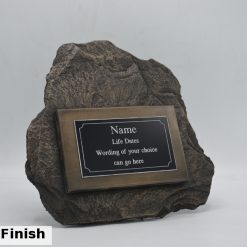 Name
Life Dates
Wording of your choice
can go here
Finish